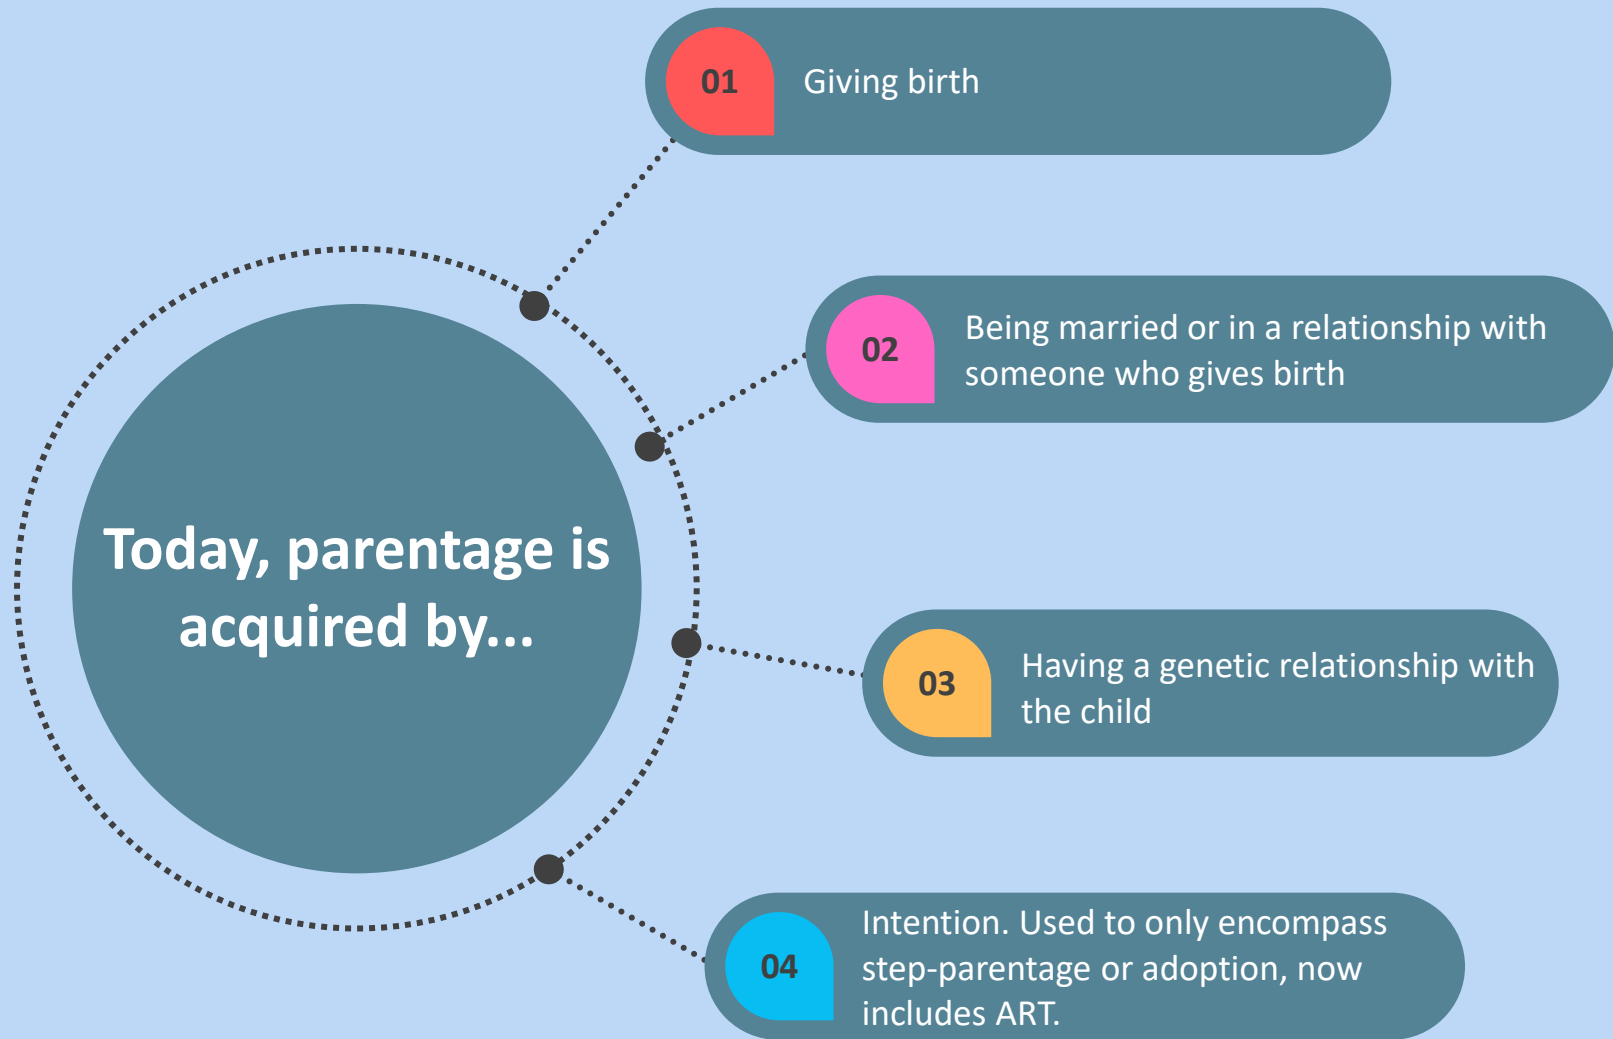 01
Giving birth
02
Being married or in a relationship with
someone who gives birth
Today, parentage is
acquired by...
03
Having a genetic relationship with
the child
04
Intention. Used to only encompass
step-parentage or adoption, now
includes ART.